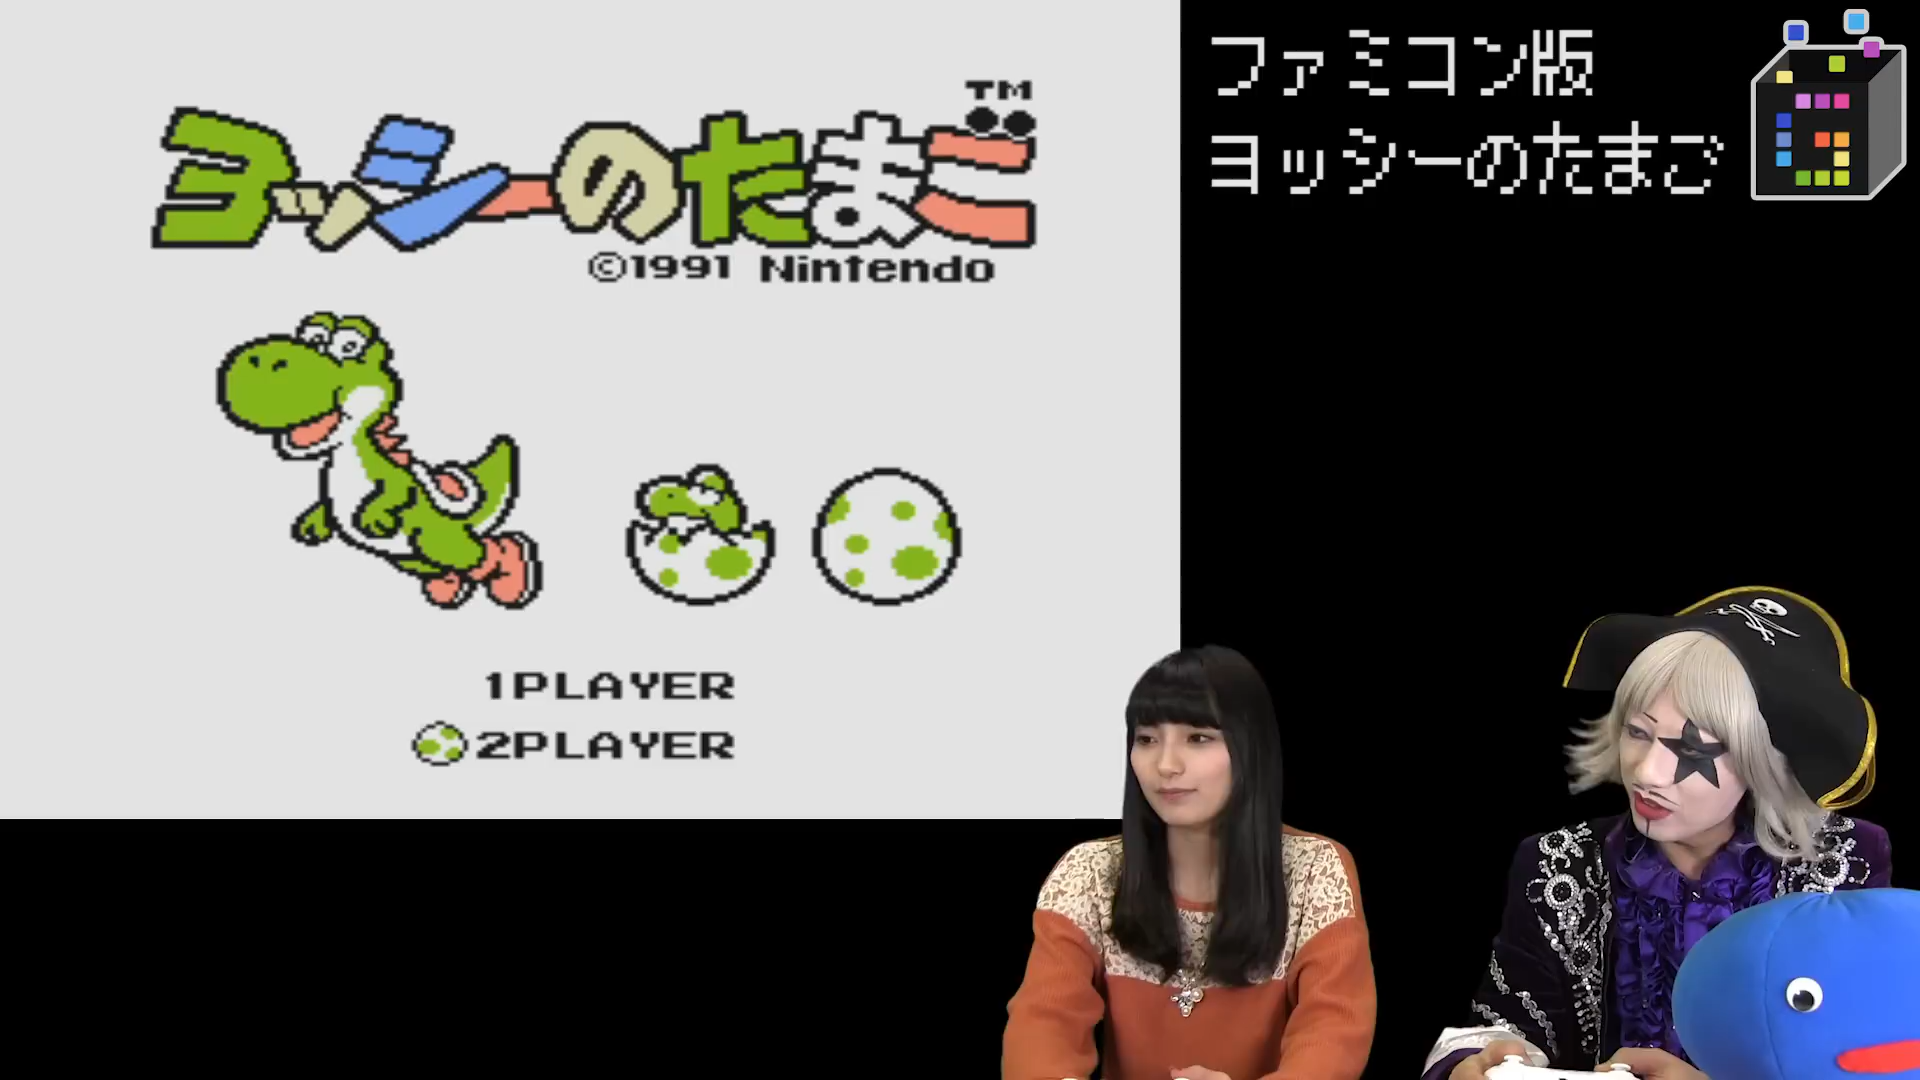 TM
ヨッシーのたまご
©1991 Nintendo
1PLAYER
2PLAYER
ファミコン版
ヨッシーのたまご
G